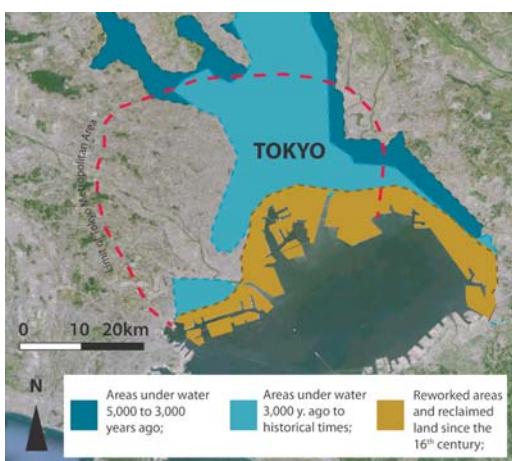 TOKYO
Limit of Tokyo Metropolitan Area
0 10 20km
N
Areas under water
5,000 to 3,000
years ago;
Areas under water
3,000 y. ago to
historical times;
Reworked areas
and reclaimed
land since the
16th century;